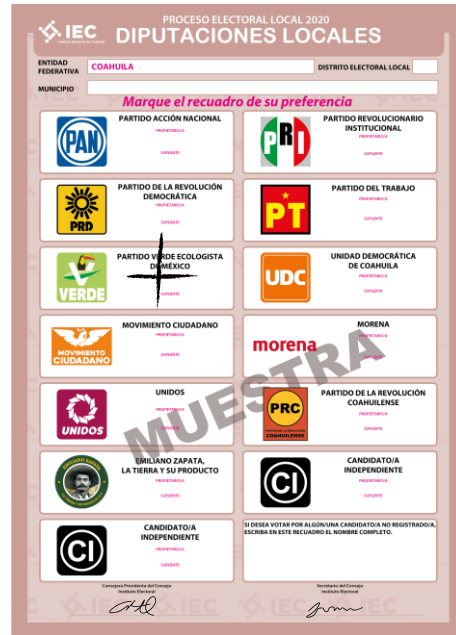 PROCESO ELECTORAL LOCAL 2020
IEC
DIPUTACIONES LOCALES
ENTIDAD
FEDERATIVA
COAHUILA
DISTRITO ELECTORAL LOCAL
MUNICIPIO
Marque el recuadro de su preferencia
PAN
PARTIDO ACCIÓN NACIONAL
PROPIETARIO/A
SUPLENTE
PRI
PARTIDO REVOLUCIONARIO
INSTITUCIONAL
PROPIETARIO/A
SUPLENTE
PRD
PARTIDO DE LA REVOLUCIÓN
DEMOCRÁTICA
PROPIETARIO/A
SUPLENTE
PT
PARTIDO DEL TRABAJO
PROPIETARIO/A
SUPLENTE
VERDE
PARTIDO VERDE ECOLOGISTA
DE MÉXICO
PROPIETARIO/A
SUPLENTE
UDC
UNIDAD DEMOCRÁTICA
DE COAHUILA
PROPIETARIO/A
SUPLENTE
MOVIMIENTO
CIUDADANO
MOVIMIENTO CIUDADANO
PROPIETARIO/A
SUPLENTE
morena
MORENA
PROPIETARIO/A
SUPLENTE
UNIDOS
UNIDOS
PROPIETARIO/A
SUPLENTE
PRC
COAHUILENSE
PARTIDO DE LA REVOLUCIÓN
COAHUILENSE
PROPIETARIO/A
SUPLENTE
MUESTRA
EMILIANO ZAPATA
EMILIANO ZAPATA,
LA TIERRA Y SU PRODUCTO
PROPIETARIO/A
SUPLENTE
CI
CANDIDATO/A
INDEPENDIENTE
PROPIETARIO/A
SUPLENTE
CI
CANDIDATO/A
INDEPENDIENTE
PROPIETARIO/A
SUPLENTE
SI DESEA VOTAR POR ALGÚN/UNA CANDIDATO/A NO REGISTRADO/A,
ESCRIBA EN ESTE RECUADRO EL NOMBRE COMPLETO.
Consejera Presidenta del Consejo
Instituto Electoral
Secretario del Consejo
Instituto Electoral